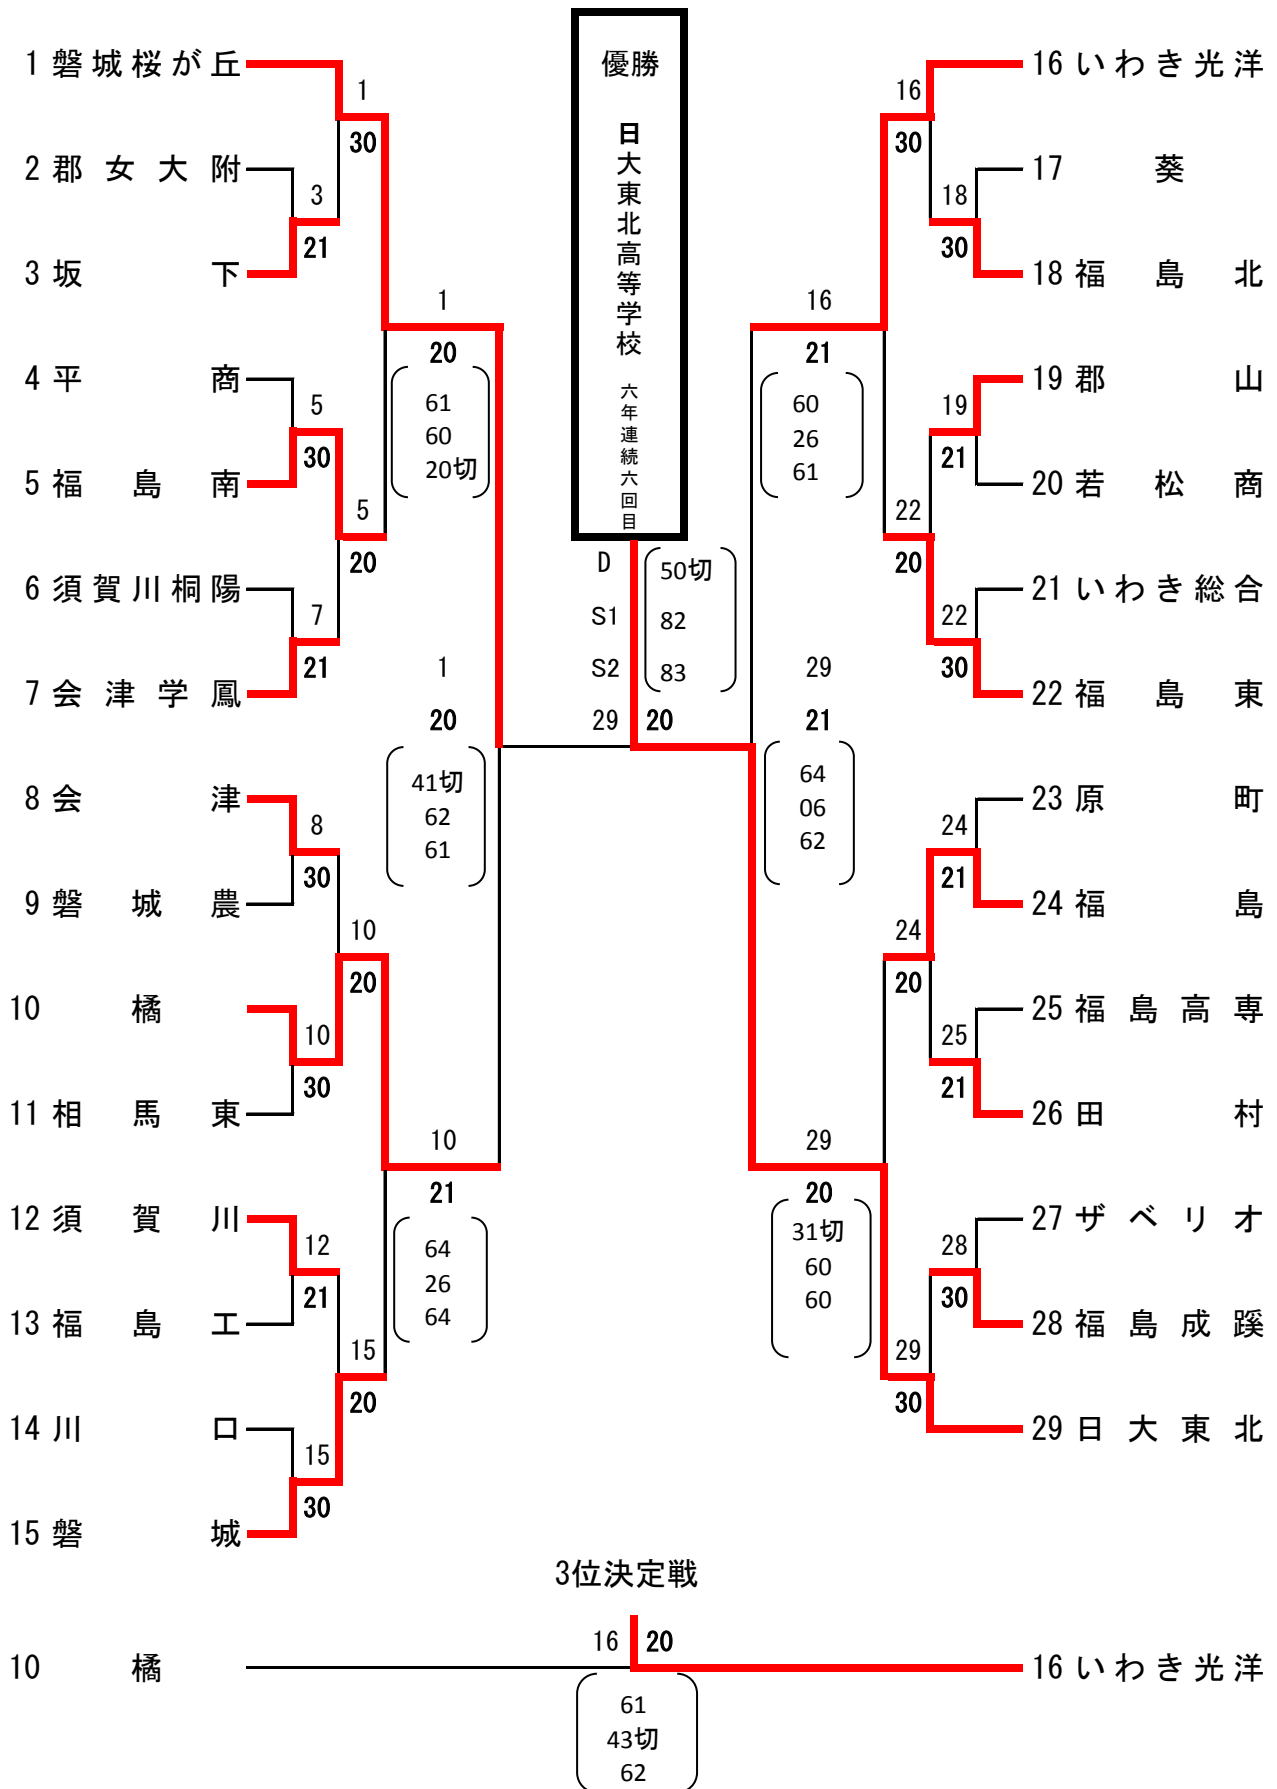 優勝
日大東北高等学校 六年連続六回目
1 磐城桜が丘
2 郡女大附
3 坂下
4 平商
5 福島南
6 須賀川桐陽
7 会津学鳳
8 会津
9 磐城農
10 橘
11 相馬東
12 須賀川
13 福島工
14 川口
15 磐城
1
30
3
21
5
30
5
20
7
21
8
30
10
20
10
30
12
21
15
20
15
30
1
20
61
60
20切
1
20
41切
62
61
10
21
64
26
64
D
S1
S2
50切
82
83
29 20
16
21
60
26
61
29
21
64
06
62
29
20
31切
60
60
16
30
18
30
19
21
22
20
22
30
24
21
24
20
25
21
28
30
29
30
16 いわき光洋
17 葵
18 福島北
19 郡山
20 若松商
21 いわき総合
22 福島東
23 原町
24 福島
25 福島高専
26 田村
27 ザベリオ
28 福島成蹊
29 日大東北
3位決定戦
10 橘
16 20
16 いわき光洋
61
43切
62